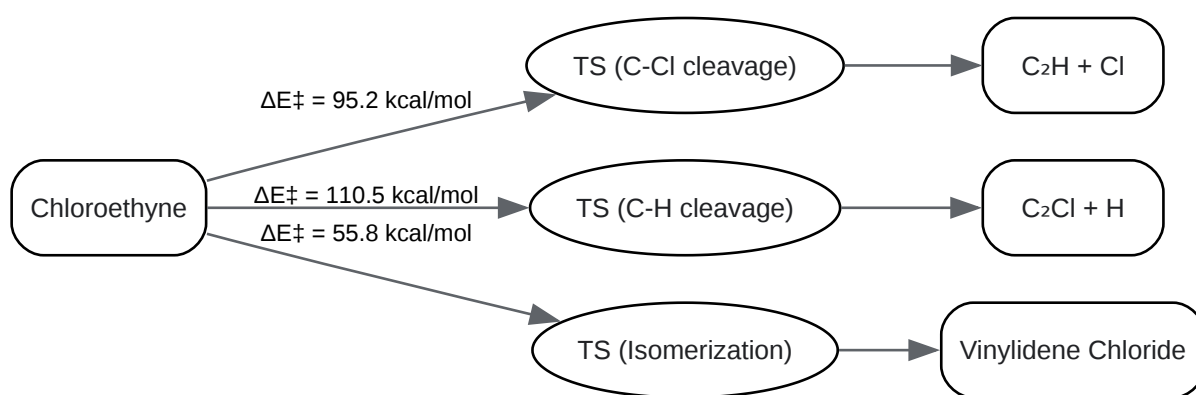 TS (C-Cl cleavage)
C₂H + Cl
ΔE‡ = 95.2 kcal/mol
Chloroethyne
ΔE‡ = 110.5 kcal/mol
TS (C-H cleavage)
C₂Cl + H
ΔE‡ = 55.8 kcal/mol
TS (Isomerization)
Vinylidene Chloride